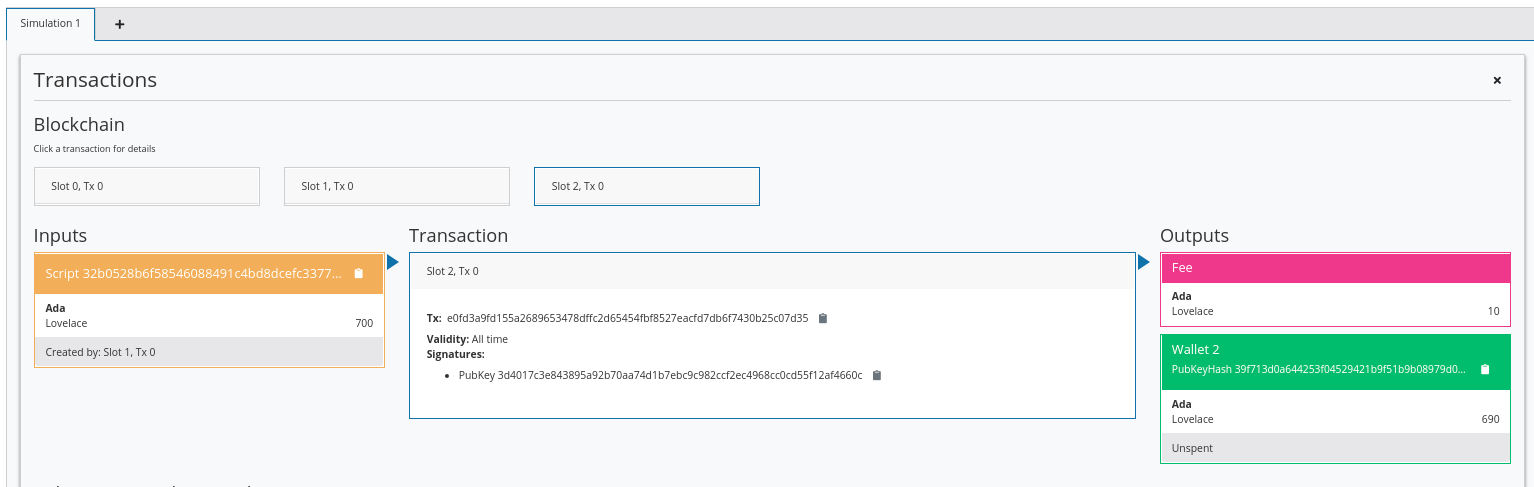 Simulation 1
+
Transactions
×
Blockchain
Click a transaction for details
Slot 0, Tx 0
Slot 1, Tx 0
Slot 2, Tx 0
Inputs
Script 32b0528b6f58546088491c4bd8dcefc3377...
Ada
Lovelace 700
Created by: Slot 1, Tx 0
Transaction
Slot 2, Tx 0
Tx: e0fd3a9fd155a2689653478dffc2d65454fbf8527eacfd7db6f7430b25c07d35
Validity: All time
Signatures:
• PubKey 3d4017c3e843895a92b70aa74d1b7ebc9c982ccf2ec4968cc0cd55f12af4660c
Outputs
Fee
Ada
Lovelace 10
Wallet 2
PubKeyHash 39f713d0a644253f04529421b9f51b9b08979d0...
Ada
Lovelace 690
Unspent